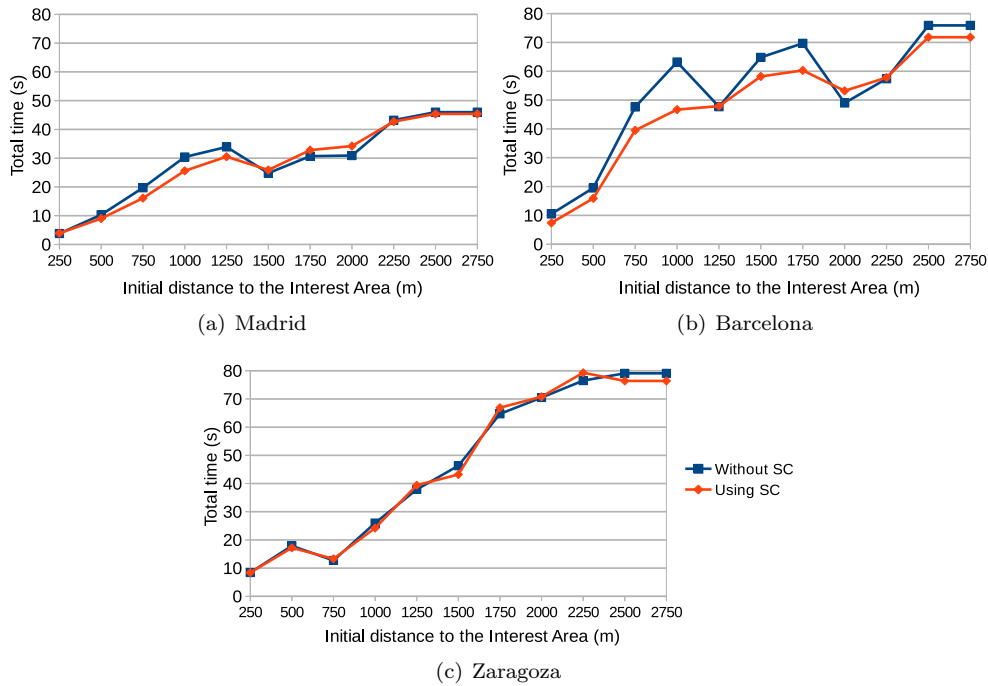 80
70
60
50
40
30
20
10
0
Total time (s)
250 500 750 1000 1250 1500 1750 2000 2250 2500 2750
Initial distance to the Interest Area (m)
(a) Madrid
80
70
60
50
40
30
20
10
0
Total time (s)
250 500 750 1000 1250 1500 1750 2000 2250 2500 2750
Initial distance to the Interest Area (m)
(b) Barcelona
80
70
60
50
40
30
20
10
0
Total time (s)
250 500 750 1000 1250 1500 1750 2000 2250 2500 2750
Initial distance to the Interest Area (m)
Without SC
Using SC
(c) Zaragoza